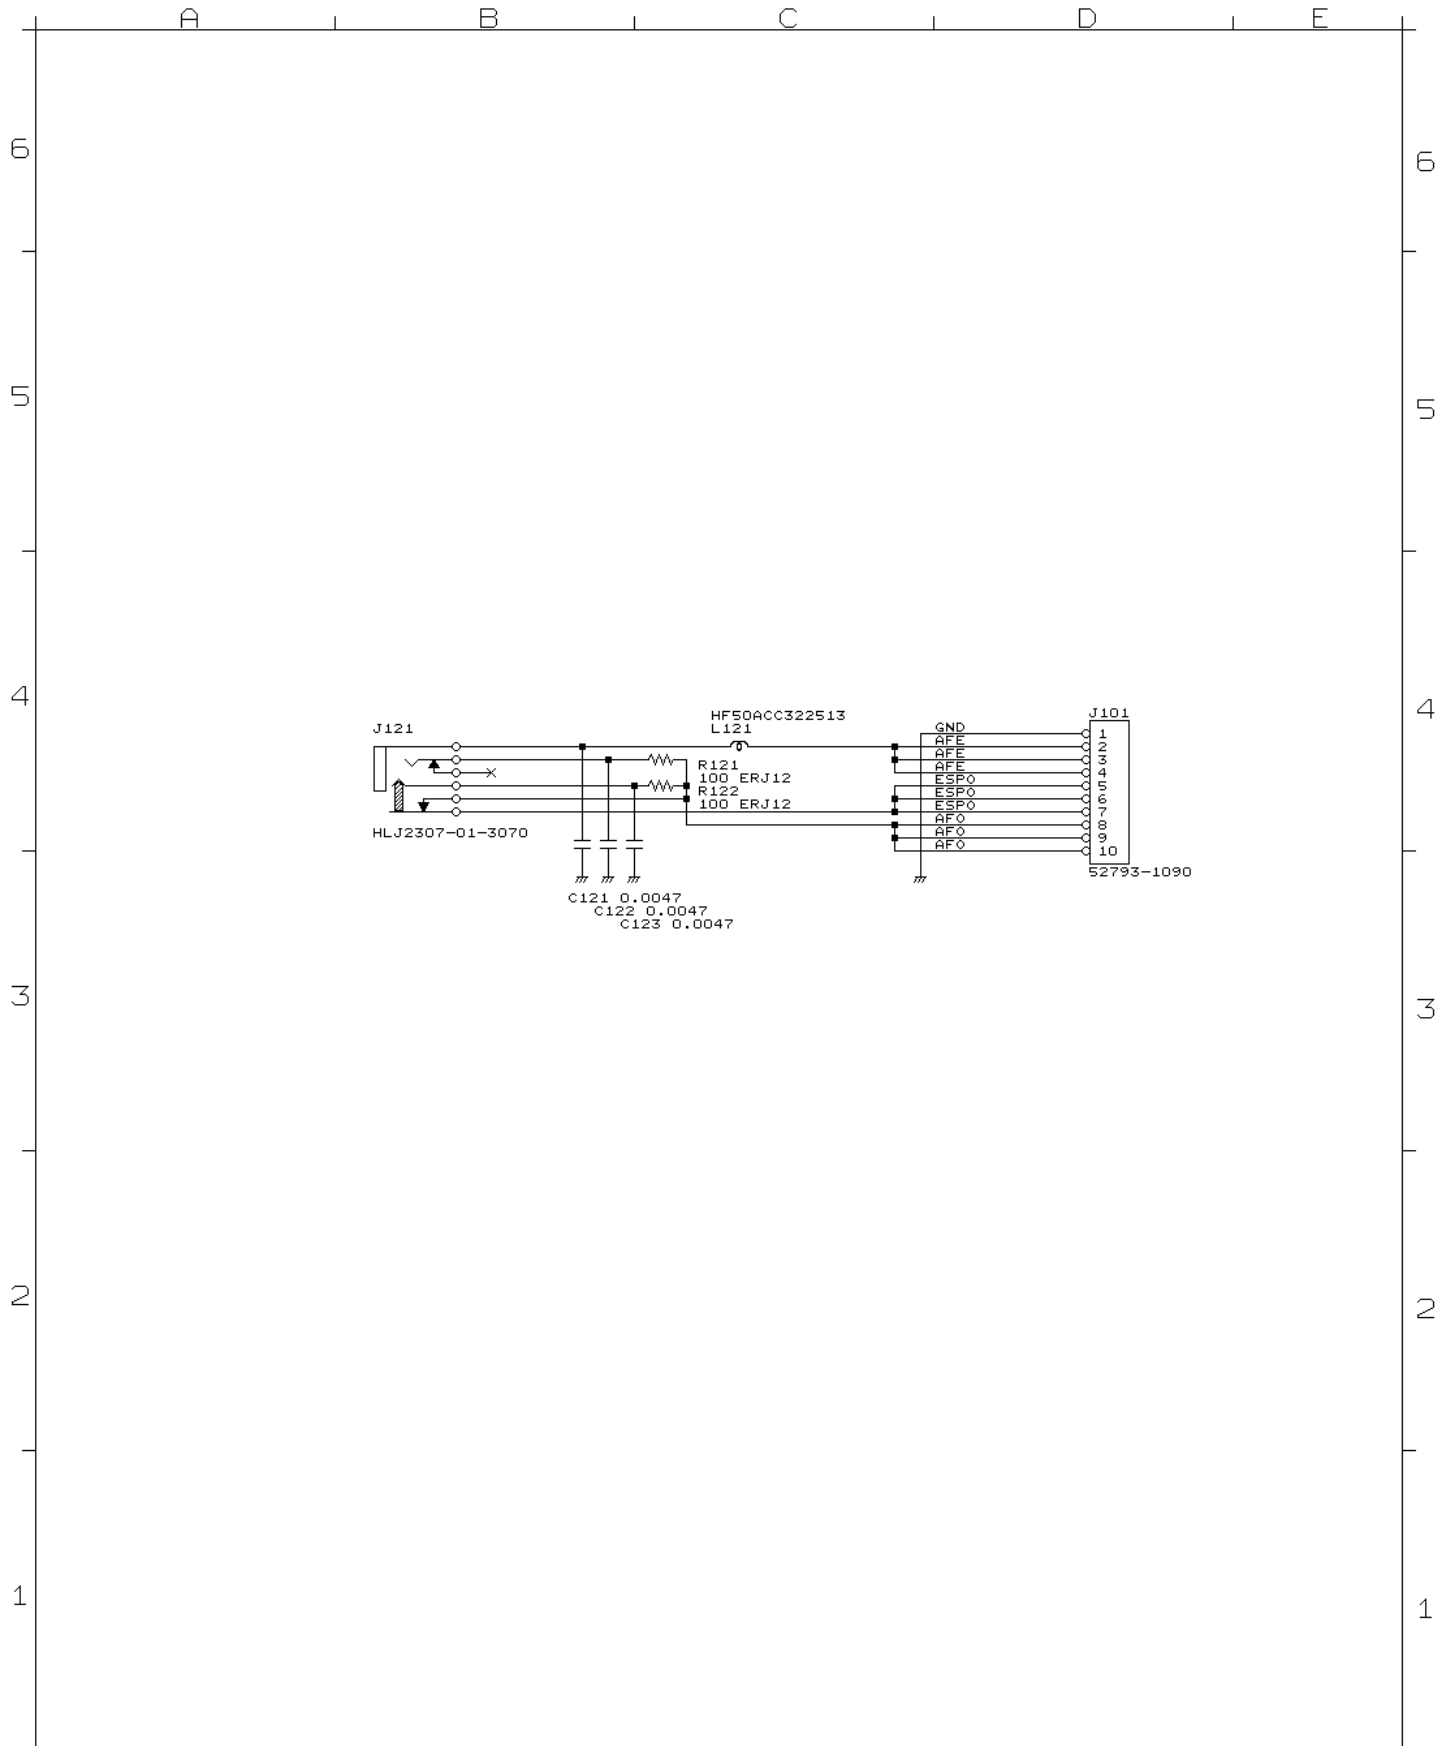 A B C D E
6 6
5 5
4 4
HF50ACC322513
J101
J121
L121
GND
1
AFE
2
AFE
3
AFE
4
ESPO
5
ESPO
6
ESPO
7
AFO
8
AFO
9
AFO
10
R121
100 ERJ12
R122
100 ERJ12
HLJ2307-01-3070
52793-1090
C121 0.0047
C122 0.0047
C123 0.0047
3 3
2 2
1 1